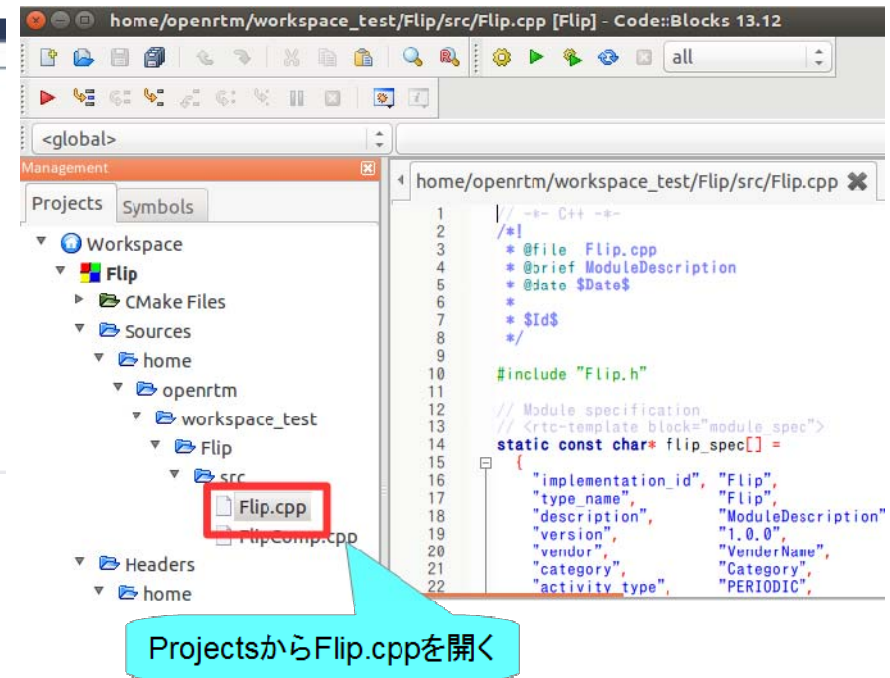 home/openrtm/workspace_test/Flip/src/Flip.cpp [Flip] - Code::Blocks 13.12
all
<global>
Management
Projects Symbols
Workspace
Flip
CMake Files
Sources
home
openrtm
workspace_test
Flip
src
Flip.cpp
FlipComp.cpp
Headers
home
home/openrtm/workspace_test/Flip/src/Flip.cpp
1 // -*- C++ -*-
2 /*!
3 * @file Flip.cpp
4 * @brief ModuleDescription
5 * @date $Date$
6 *
7 * $Id$
8 */
9
10 #include "Flip.h"
11
12 // Module specification
13 // <rtc-template block="module_spec">
14 static const char* flip_spec[] =
15 {
16 "implementation_id", "Flip",
17 "type_name", "Flip",
18 "description", "ModuleDescription"
19 "version", "1.0.0",
20 "vendor", "VenderName",
21 "category", "Category",
22 "activity_type", "PERIODIC",
ProjectsからFlip.cppを開く